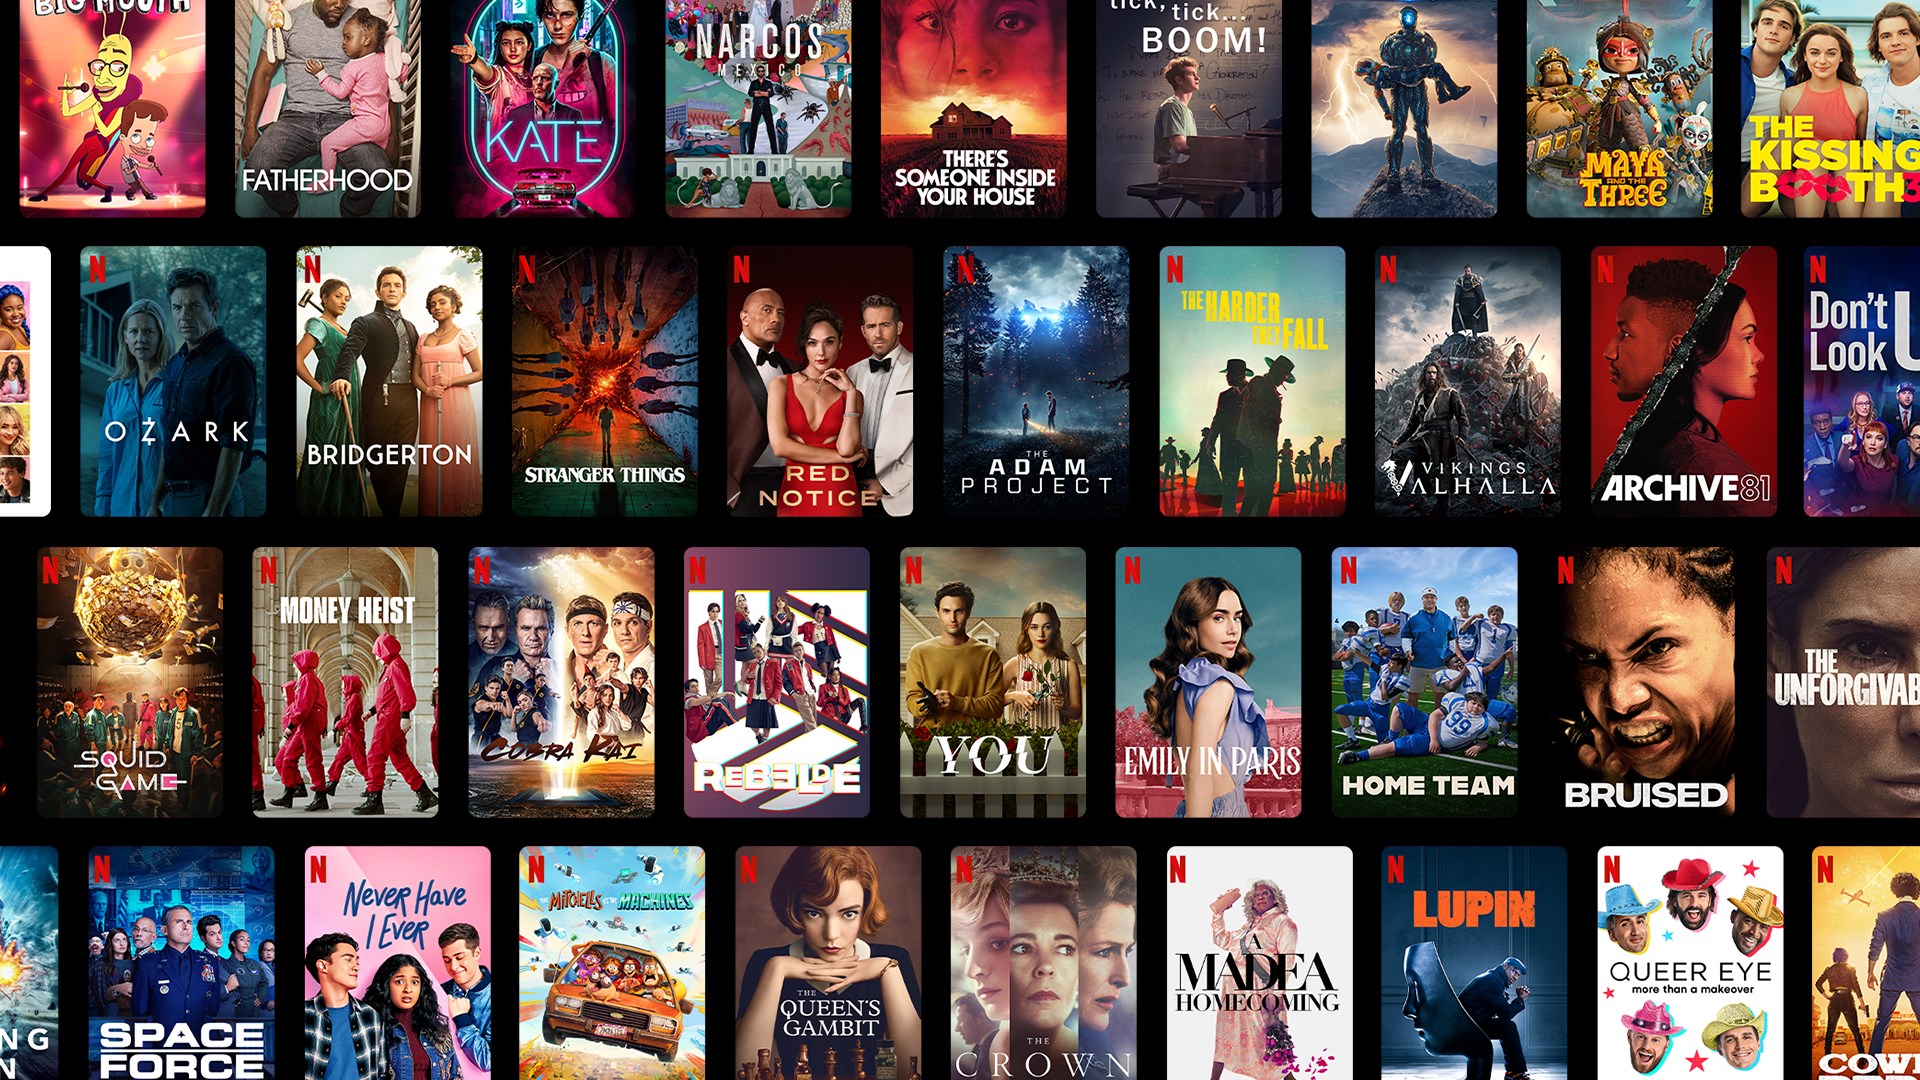 BIG MOUTH
FATHERHOOD
KATE
NARCOS
MEXICO
THERE'S
SOMEONE INSIDE
YOUR HOUSE
tick, tick...
BOOM!
MAYA
AND THE
THREE
THE
KISSING
BOOTH3
N
OZARK
N
BRIDGERTON
N
STRANGER THINGS
N
RED
NOTICE
N
THE
ADAM
PROJECT
N
THE HARDER
THEY FALL
N
VIKINGS
VALHALLA
N
ARCHIVE81
N
Don't
Look U
N
SQUID
GAME
N
MONEY HEIST
N
COBRA KAI
N
REBELDE
N
YOU
N
EMILY IN PARIS
N
99
HOME TEAM
N
BRUISED
N
THE
UNFORGIVAB
NG
N
N
SPACE
FORCE
N
Never Have
I Ever
N
THE MITCHELLS VS THE MACHINES
N
THE
QUEEN'S
GAMBIT
N
THE
CROWN
N
A
MADEA
HOMECOMING
N
LUPIN
N
QUEER EYE
more than a makeover
N
COW